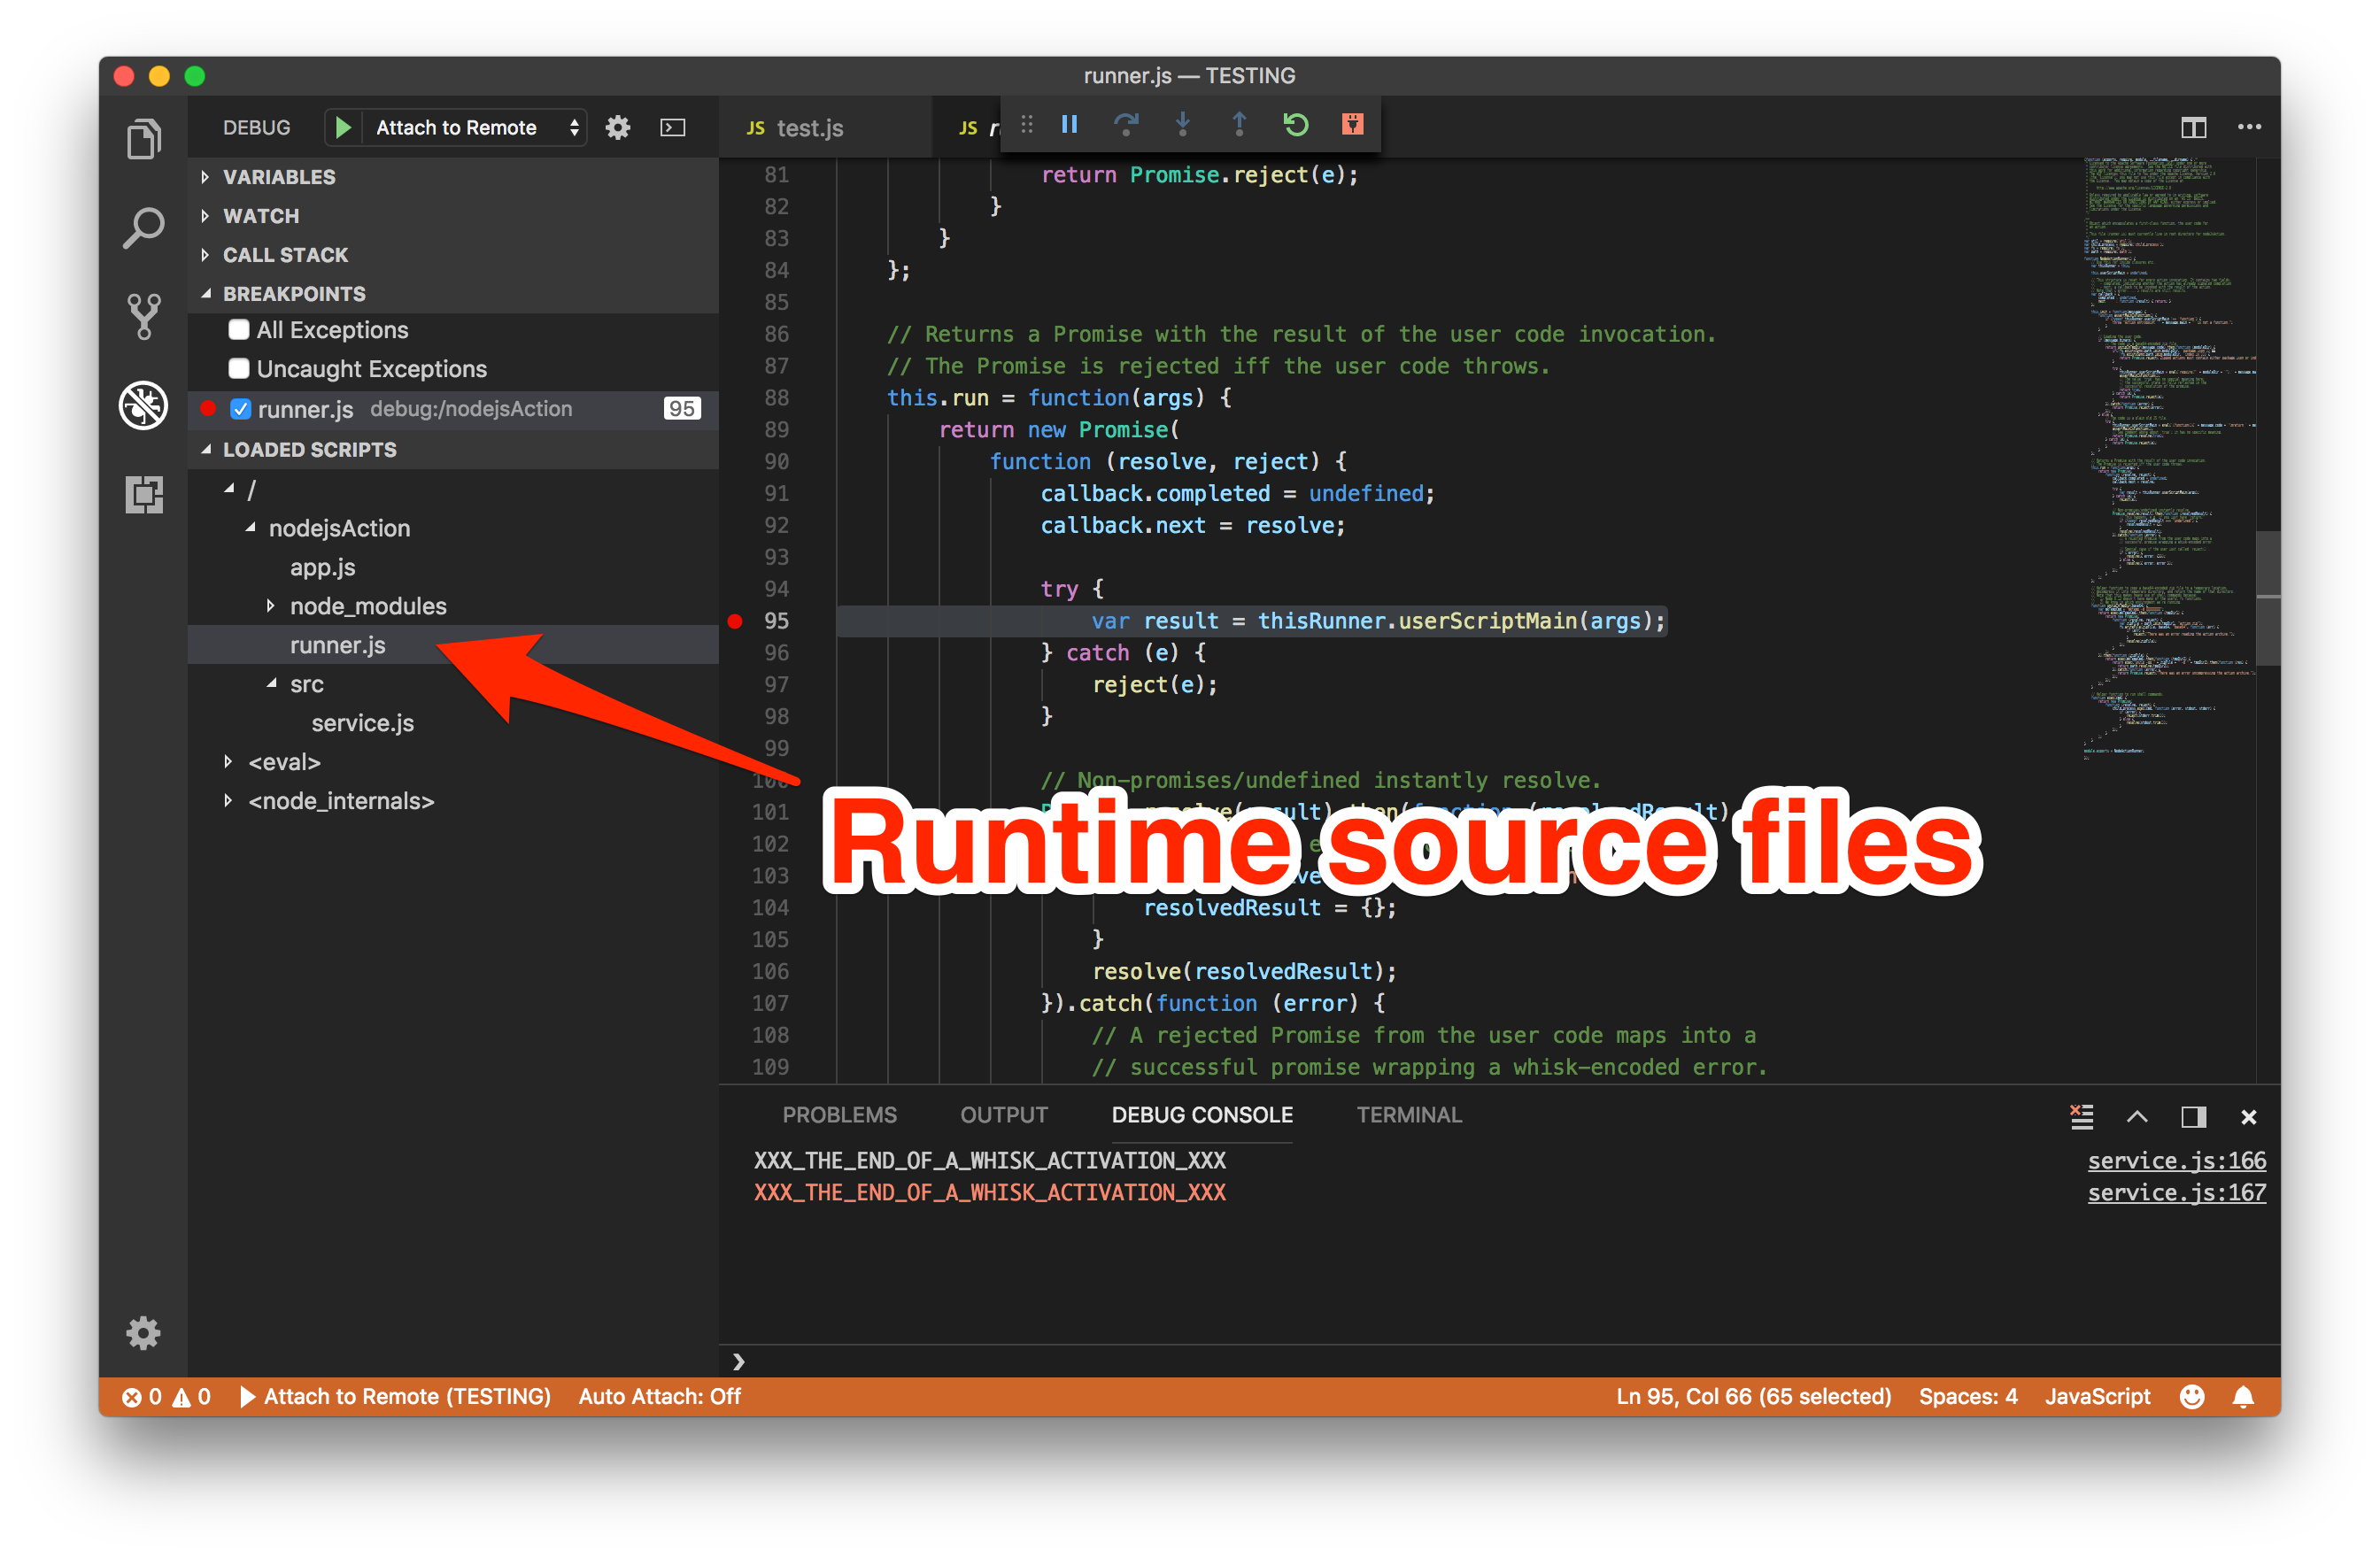 runner.js — TESTING
DEBUG
Attach to Remote
JS test.js
JS r
VARIABLES
WATCH
CALL STACK
BREAKPOINTS
All Exceptions
Uncaught Exceptions
runner.js debug:/nodejsAction 95
LOADED SCRIPTS
/
nodejsAction
app.js
node_modules
runner.js
src
service.js
<eval>
<node_internals>
81 return Promise.reject(e);
82 }
83 }
84 };
85
86 // Returns a Promise with the result of the user code invocation.
87 // The Promise is rejected iff the user code throws.
88 this.run = function(args) {
89 return new Promise(
90 function (resolve, reject) {
91 callback.completed = undefined;
92 callback.next = resolve;
93
94 try {
95 var result = thisRunner.userScriptMain(args);
96 } catch (e) {
97 reject(e);
98 }
99
100 // Non-promises/undefined instantly resolve.
101
102
103
104 resolvedResult = {};
105 }
106 resolve(resolvedResult);
107 }).catch(function (error) {
108 // A rejected Promise from the user code maps into a
109 // successful promise wrapping a whisk-encoded error.
Runtime source files
PROBLEMS OUTPUT DEBUG CONSOLE TERMINAL
XXX_THE_END_OF_A_WHISK_ACTIVATION_XXX service.js:166
XXX_THE_END_OF_A_WHISK_ACTIVATION_XXX service.js:167
0 0 Attach to Remote (TESTING) Auto Attach: Off Ln 95, Col 66 (65 selected) Spaces: 4 JavaScript